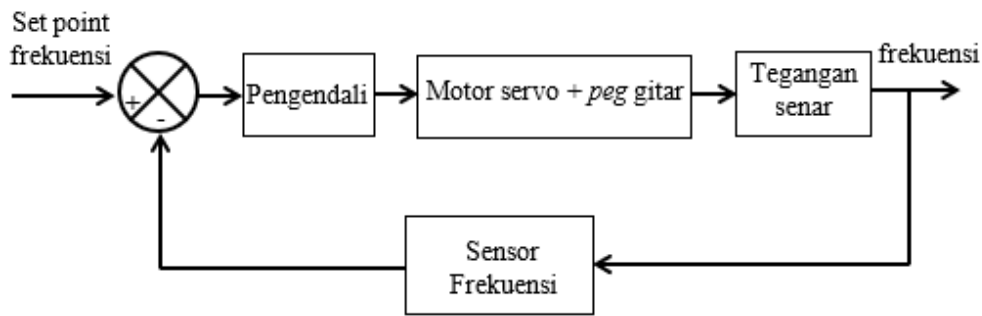 Set point
frekuensi
+
-
Pengendali
Motor servo + peg gitar
Tegangan
senar
frekuensi
Sensor
Frekuensi